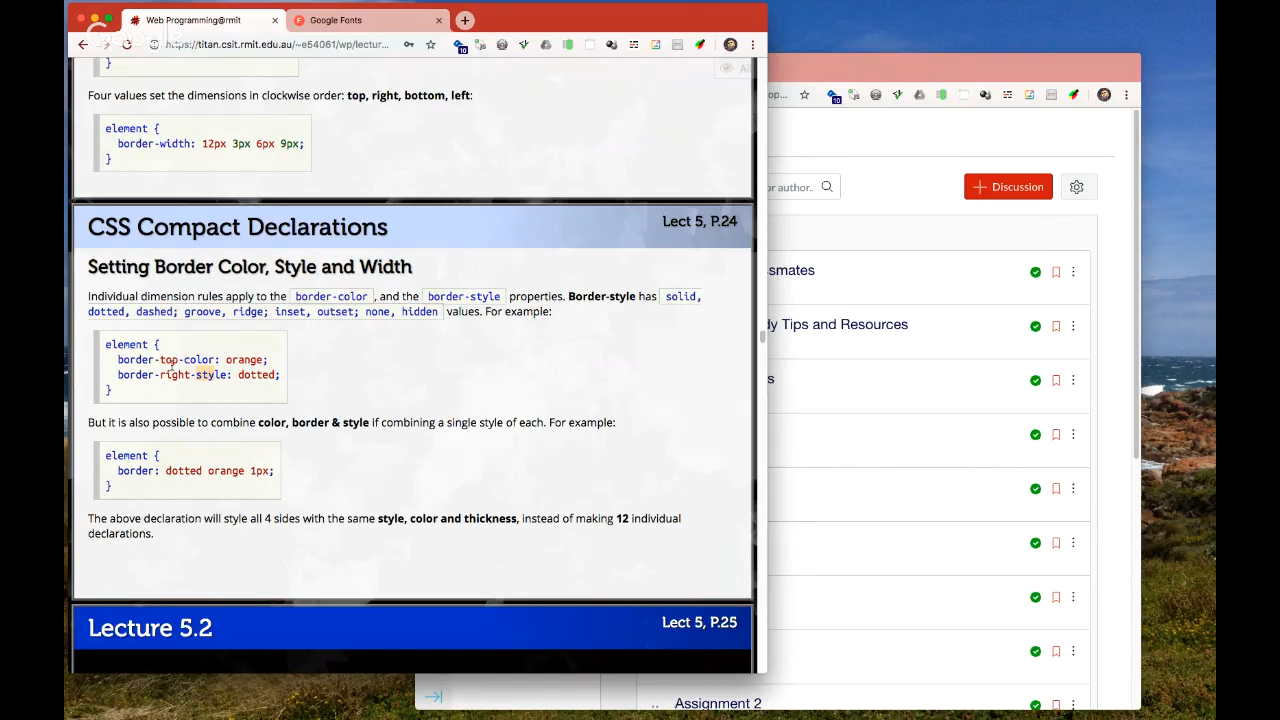 Web Programming@rmit
Google Fonts
https://titan.csit.rmit.edu.au/~e54061/wp/lectur...
10
}
All
Four values set the dimensions in clockwise order: top, right, bottom, left:
element {
border-width: 12px 3px 6px 9px;
}
CSS Compact Declarations
Lect 5, P.24
Setting Border Color, Style and Width
Individual dimension rules apply to the border-color , and the border-style properties. Border-style has solid,
dotted, dashed; groove, ridge; inset, outset; none, hidden values. For example:
element {
border-top-color: orange;
border-right-style: dotted;
}
But it is also possible to combine color, border & style if combining a single style of each. For example:
element {
border: dotted orange 1px;
}
The above declaration will style all 4 sides with the same style, color and thickness, instead of making 12 individual
declarations.
Lecture 5.2
Lect 5, P.25
op...
10
or author..
Discussion
smates
dy Tips and Resources
s
Assignment 2